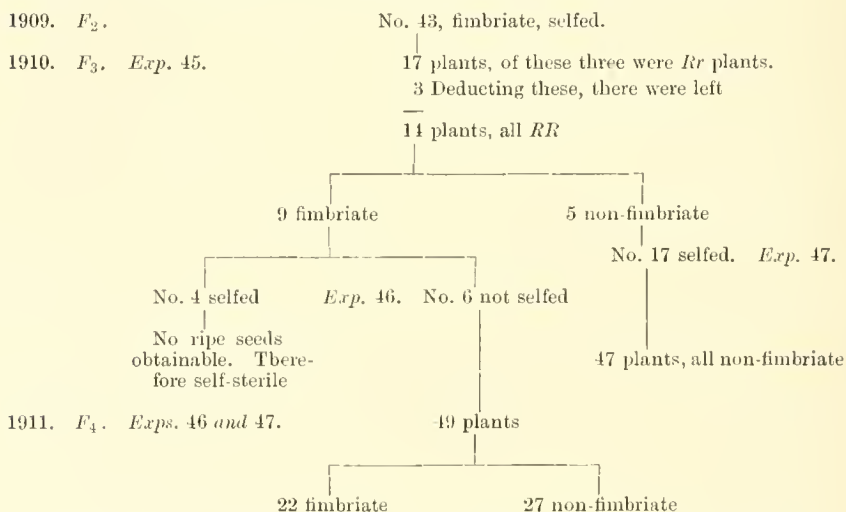 1909. F₂. No. 43, fimbriate, selfed.
1910. F₃. Exp. 45. 17 plants, of these three were Rr plants.
3 Deducting these, there were left
14 plants, all RR
9 fimbriate 5 non-fimbriate
No. 17 selfed. Exp. 47.
No. 4 selfed Exp. 46. No. 6 not selfed
No ripe seeds
obtainable. There-
fore self-sterile
47 plants, all non-fimbriate
1911. F₄. Exps. 46 and 47. 49 plants
22 fimbriate 27 non-fimbriate